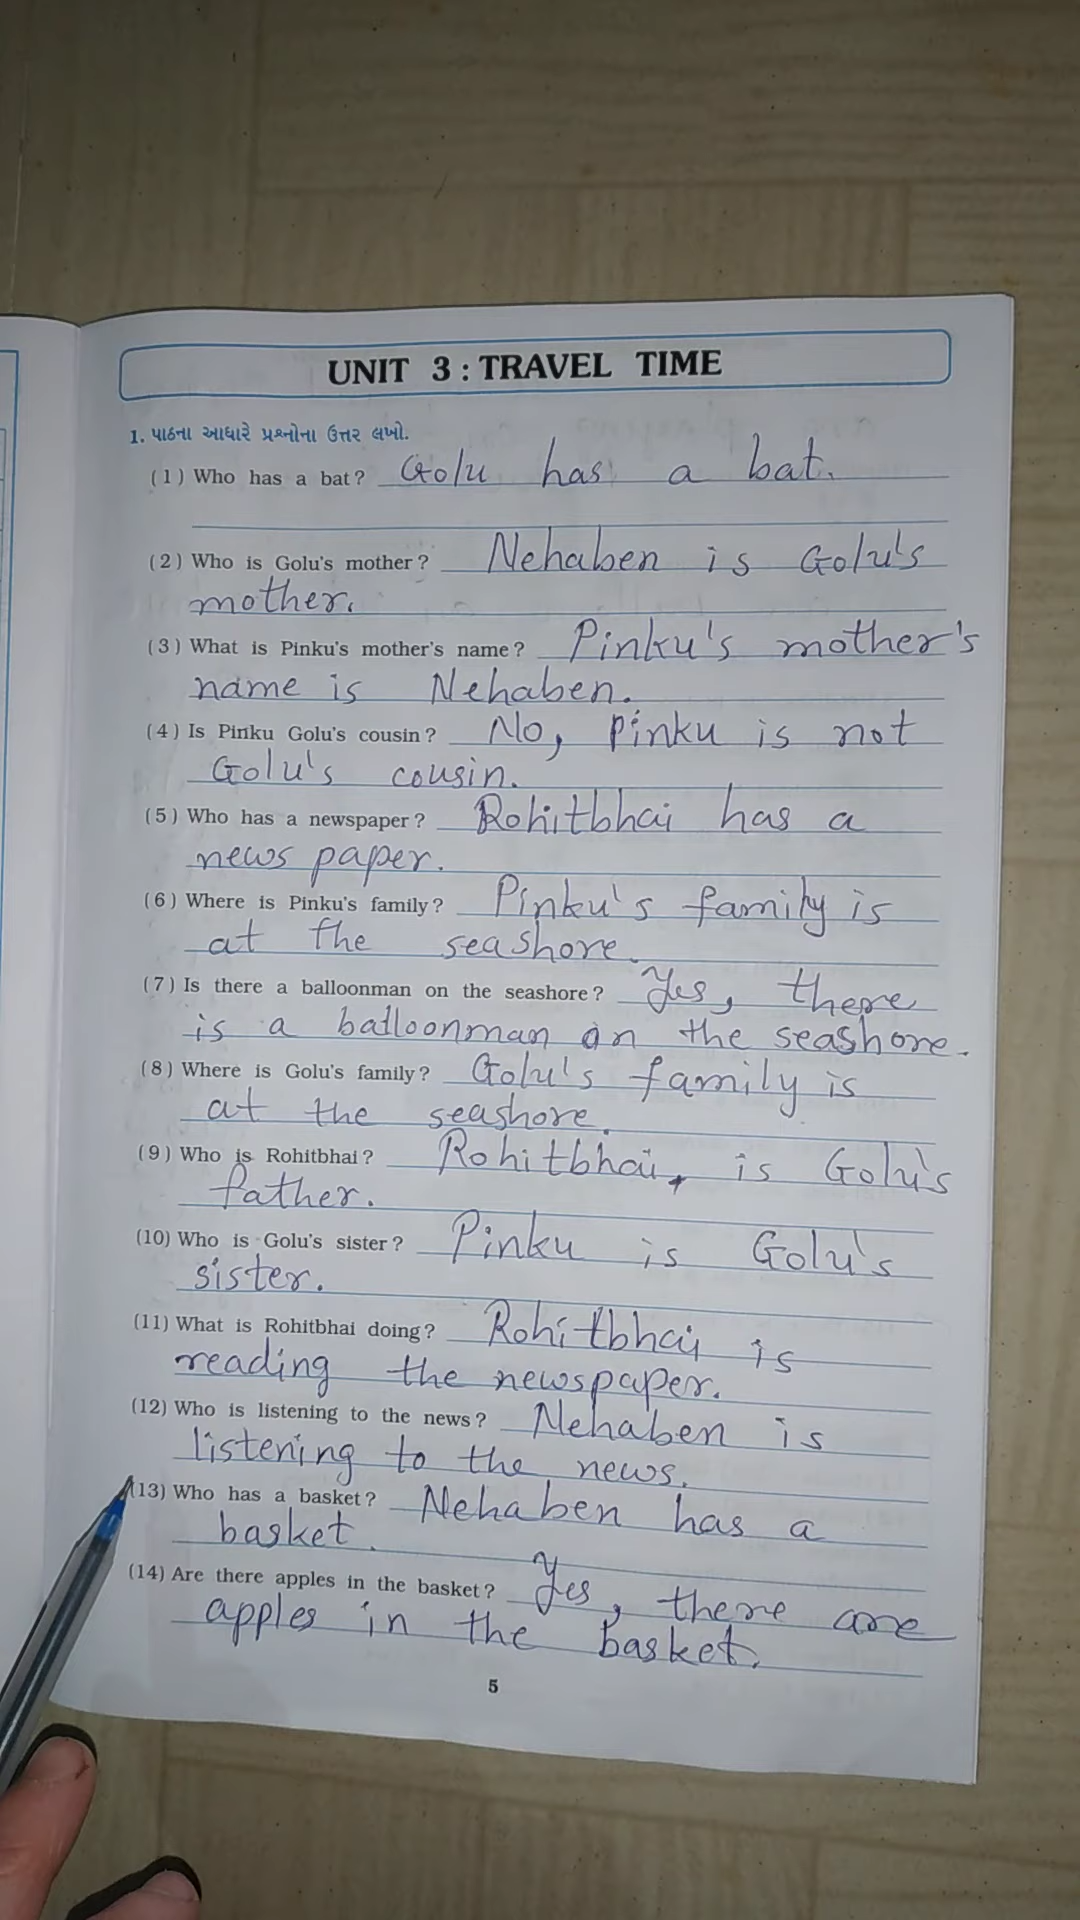 UNIT 3 : TRAVEL TIME
1. પાઠના આધારે પ્રશ્નોના ઉત્તર લખો.
(1) Who has a bat? Golu has a bat.
(2) Who is Golu's mother? Nehaben is Golu's
mother.
(3) What is Pinku's mother's name? Pinku's mother's
name is Nehaben.
(4) Is Pinku Golu's cousin? No, Pinku is not
Golu's cousin.
(5) Who has a newspaper? Rohitbhai has a
news paper.
(6) Where is Pinku's family? Pinku's family is
at the seashore.
(7) Is there a balloonman on the seashore? Yes, there
is a balloonman on the seashore.
(8) Where is Golu's family? Golu's family is
at the seashore.
(9) Who is Rohitbhai? Rohitbhai, is Golu's
father.
(10) Who is Golu's sister? Pinku is Golu's
sister.
(11) What is Rohitbhai doing? Rohitbhai is
reading the newspaper.
(12) Who is listening to the news? Nehaben is
listening to the news.
(13) Who has a basket? Nehaben has a
basket.
(14) Are there apples in the basket? Yes, there are
apples in the basket.
5